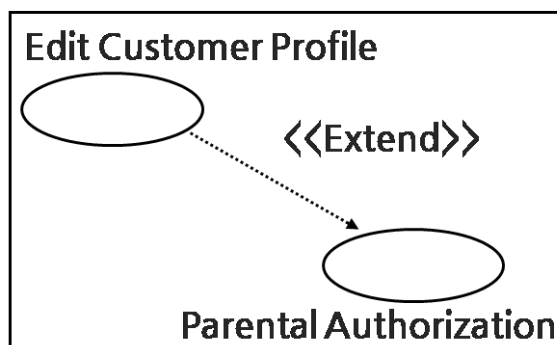 Edit Customer Profile
<<Extend>>
Parental Authorization